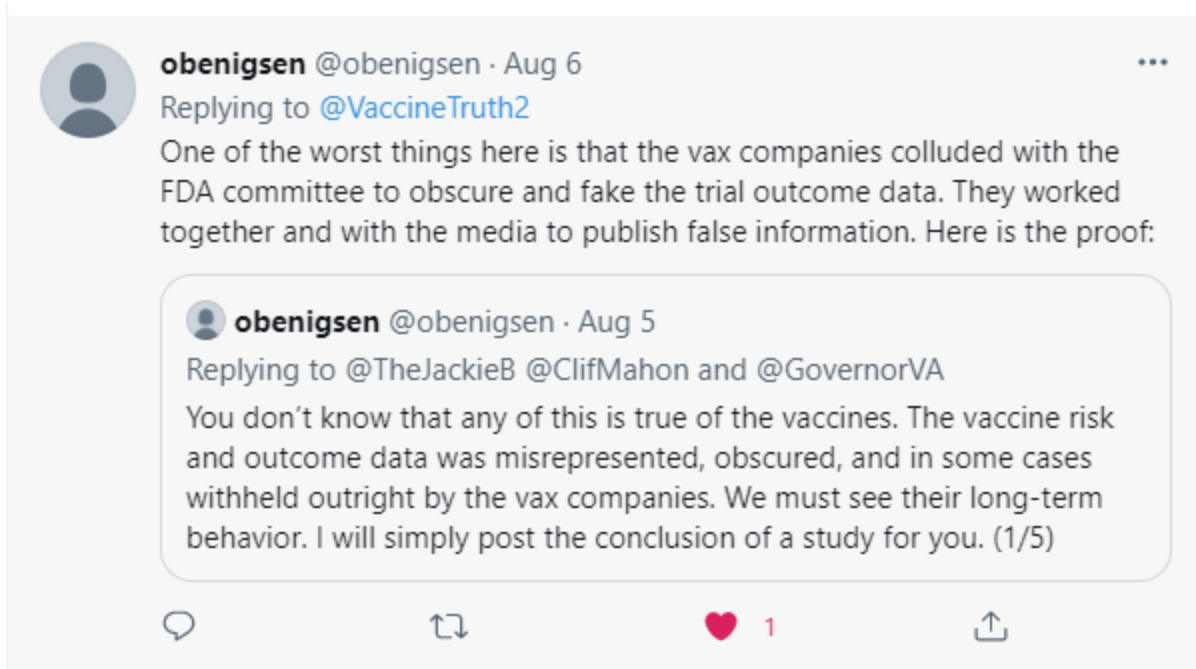 obenigsen @obenigsen · Aug 6
Replying to @VaccineTruth2
One of the worst things here is that the vax companies colluded with the
FDA committee to obscure and fake the trial outcome data. They worked
together and with the media to publish false information. Here is the proof:
obenigsen @obenigsen · Aug 5
Replying to @TheJackieB @ClifMahon and @GovernorVA
You don’t know that any of this is true of the vaccines. The vaccine risk
and outcome data was misrepresented, obscured, and in some cases
withheld outright by the vax companies. We must see their long-term
behavior. I will simply post the conclusion of a study for you. (1/5)
1